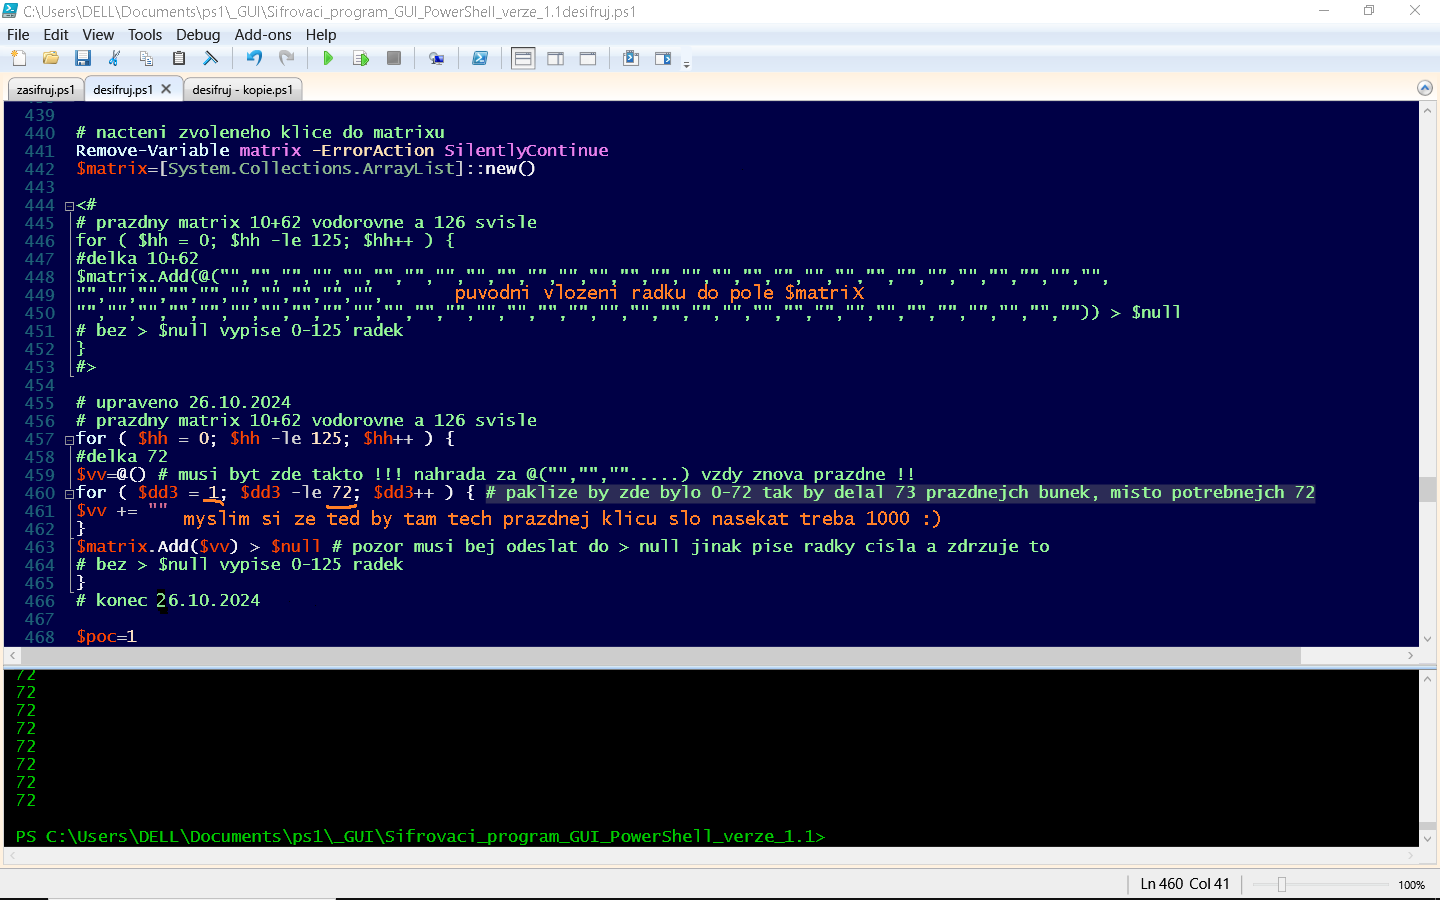 C:\Users\DELL\Documents\ps1\_GUI\Sifrovaci_program_GUI_PowerShell_verze_1.1desifruj.ps1
File Edit View Tools Debug Add-ons Help
zasifruj.ps1 desifruj.ps1 desifruj - kopie.ps1
439
440 # nacteni zvoleneho klice do matrixu
441 Remove-Variable matrix -ErrorAction SilentlyContinue
442 $matrix=[System.Collections.ArrayList]::new()
443
444 <#
445 # prazdny matrix 10+62 vodorovne a 126 svisle
446 for ( $hh = 0; $hh -le 125; $hh++ ) {
447 #delka 10+62
448 $matrix.Add(@("","","","","","","","","","","","","","","","","","","","","","","","","","","","","",
449 "","","","","","","","","","", puvodni vlozeni radku do pole $matriX
450 "","","","","","","","","","","","","","","","","","","","","","","","","","","","","","","","","")) > $null
451 # bez > $null vypise 0-125 radek
452 }
453 #>
454
455 # upraveno 26.10.2024
456 # prazdny matrix 10+62 vodorovne a 126 svisle
457 for ( $hh = 0; $hh -le 125; $hh++ ) {
458 #delka 72
459 $vv=@() # musi byt zde takto !!! nahrada za @("","","".....) vzdy znova prazdne !!
460 for ( $dd3 = 1; $dd3 -le 72; $dd3++ ) { # paklize by zde bylo 0-72 tak by delal 73 prazdnejch bunek, misto potrebnejch 72
461 $vv += ""
myslim si ze ted by tam tech prazdnej klicu slo nasekat treba 1000 :)
462 }
463 $matrix.Add($vv) > $null # pozor musi bej odeslat do > null jinak pise radky cisla a zdrzuje to
464 # bez > $null vypise 0-125 radek
465 }
466 # konec 26.10.2024
467
468 $poc=1
72
72
72
72
72
72
72
72
PS C:\Users\DELL\Documents\ps1\_GUI\Sifrovaci_program_GUI_PowerShell_verze_1.1>
Ln 460 Col 41 100%